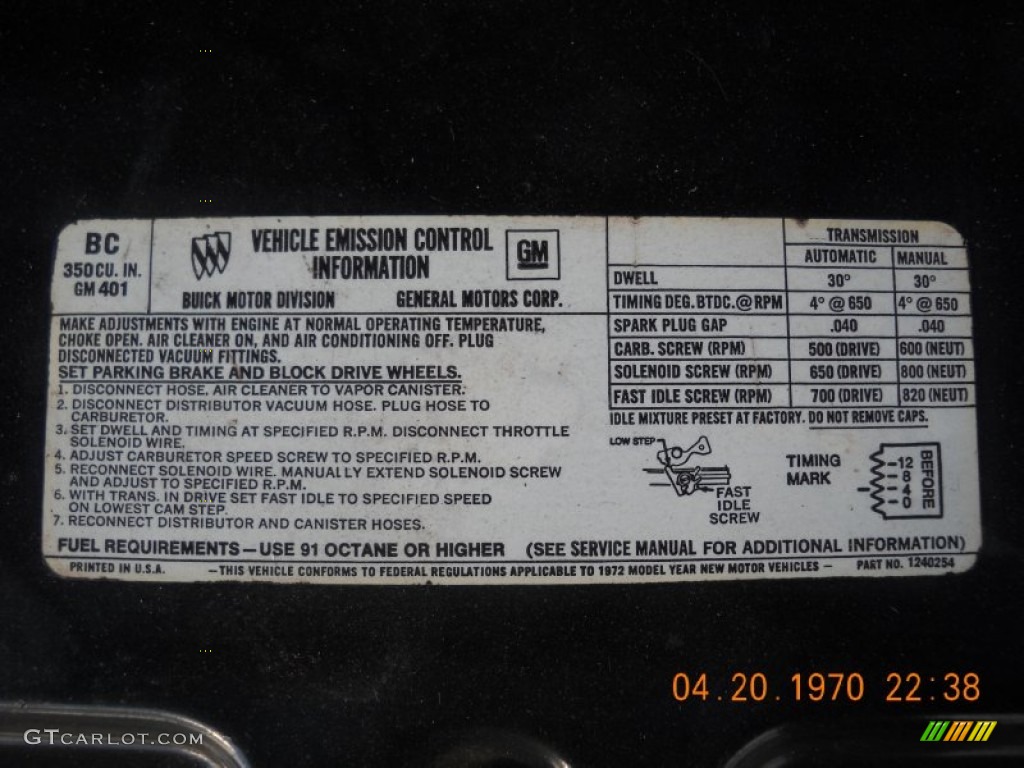 BC
350 CU. IN.
GM 401
VEHICLE EMISSION CONTROL
INFORMATION
GM
BUICK MOTOR DIVISION GENERAL MOTORS CORP.
MAKE ADJUSTMENTS WITH ENGINE AT NORMAL OPERATING TEMPERATURE,
CHOKE OPEN. AIR CLEANER ON, AND AIR CONDITIONING OFF. PLUG
DISCONNECTED VACUUM FITTINGS.
SET PARKING BRAKE AND BLOCK DRIVE WHEELS.
1. DISCONNECT HOSE. AIR CLEANER TO VAPOR CANISTER.
2. DISCONNECT DISTRIBUTOR VACUUM HOSE. PLUG HOSE TO
CARBURETOR.
3. SET DWELL AND TIMING AT SPECIFIED R.P.M. DISCONNECT THROTTLE
SOLENOID WIRE.
4. ADJUST CARBURETOR SPEED SCREW TO SPECIFIED R.P.M.
5. RECONNECT SOLENOID WIRE. MANUALLY EXTEND SOLENOID SCREW
AND ADJUST TO SPECIFIED R.P.M.
6. WITH TRANS. IN DRIVE SET FAST IDLE TO SPECIFIED SPEED
ON LOWEST CAM STEP.
7. RECONNECT DISTRIBUTOR AND CANISTER HOSES.
TRANSMISSION
AUTOMATIC MANUAL
DWELL 30° 30°
TIMING DEG. BTDC. @ RPM 4° @ 650 4° @ 650
SPARK PLUG GAP .040 .040
CARB. SCREW (RPM) 500 (DRIVE) 600 (NEUT)
SOLENOID SCREW (RPM) 650 (DRIVE) 800 (NEUT)
FAST IDLE SCREW (RPM) 700 (DRIVE) 820 (NEUT)
IDLE MIXTURE PRESET AT FACTORY. DO NOT REMOVE CAPS.
LOW STEP
FAST
IDLE
SCREW
TIMING
MARK
12
8
4
0
BEFORE
FUEL REQUIREMENTS — USE 91 OCTANE OR HIGHER (SEE SERVICE MANUAL FOR ADDITIONAL INFORMATION)
PRINTED IN U.S.A. —THIS VEHICLE CONFORMS TO FEDERAL REGULATIONS APPLICABLE TO 1972 MODEL YEAR NEW MOTOR VEHICLES— PART NO. 1240254
04.20.1970 22:38
GTCARLOT.COM